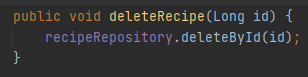 public void deleteRecipe(Long id) {
    recipeRepository.deleteById(id);
}